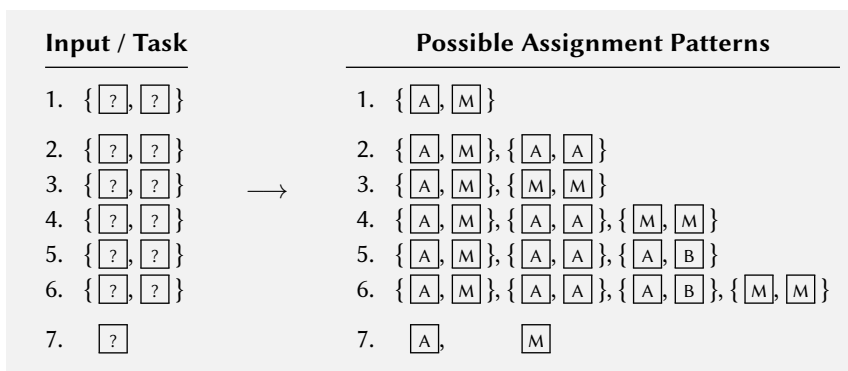 Input / Task Possible Assignment Patterns
1. { ? , ? } 1. { A , M }
2. { ? , ? } 2. { A , M }, { A , A }
3. { ? , ? } → 3. { A , M }, { M , M }
4. { ? , ? } 4. { A , M }, { A , A }, { M , M }
5. { ? , ? } 5. { A , M }, { A , A }, { A , B }
6. { ? , ? } 6. { A , M }, { A , A }, { A , B }, { M , M }
7. ? 7. A , M